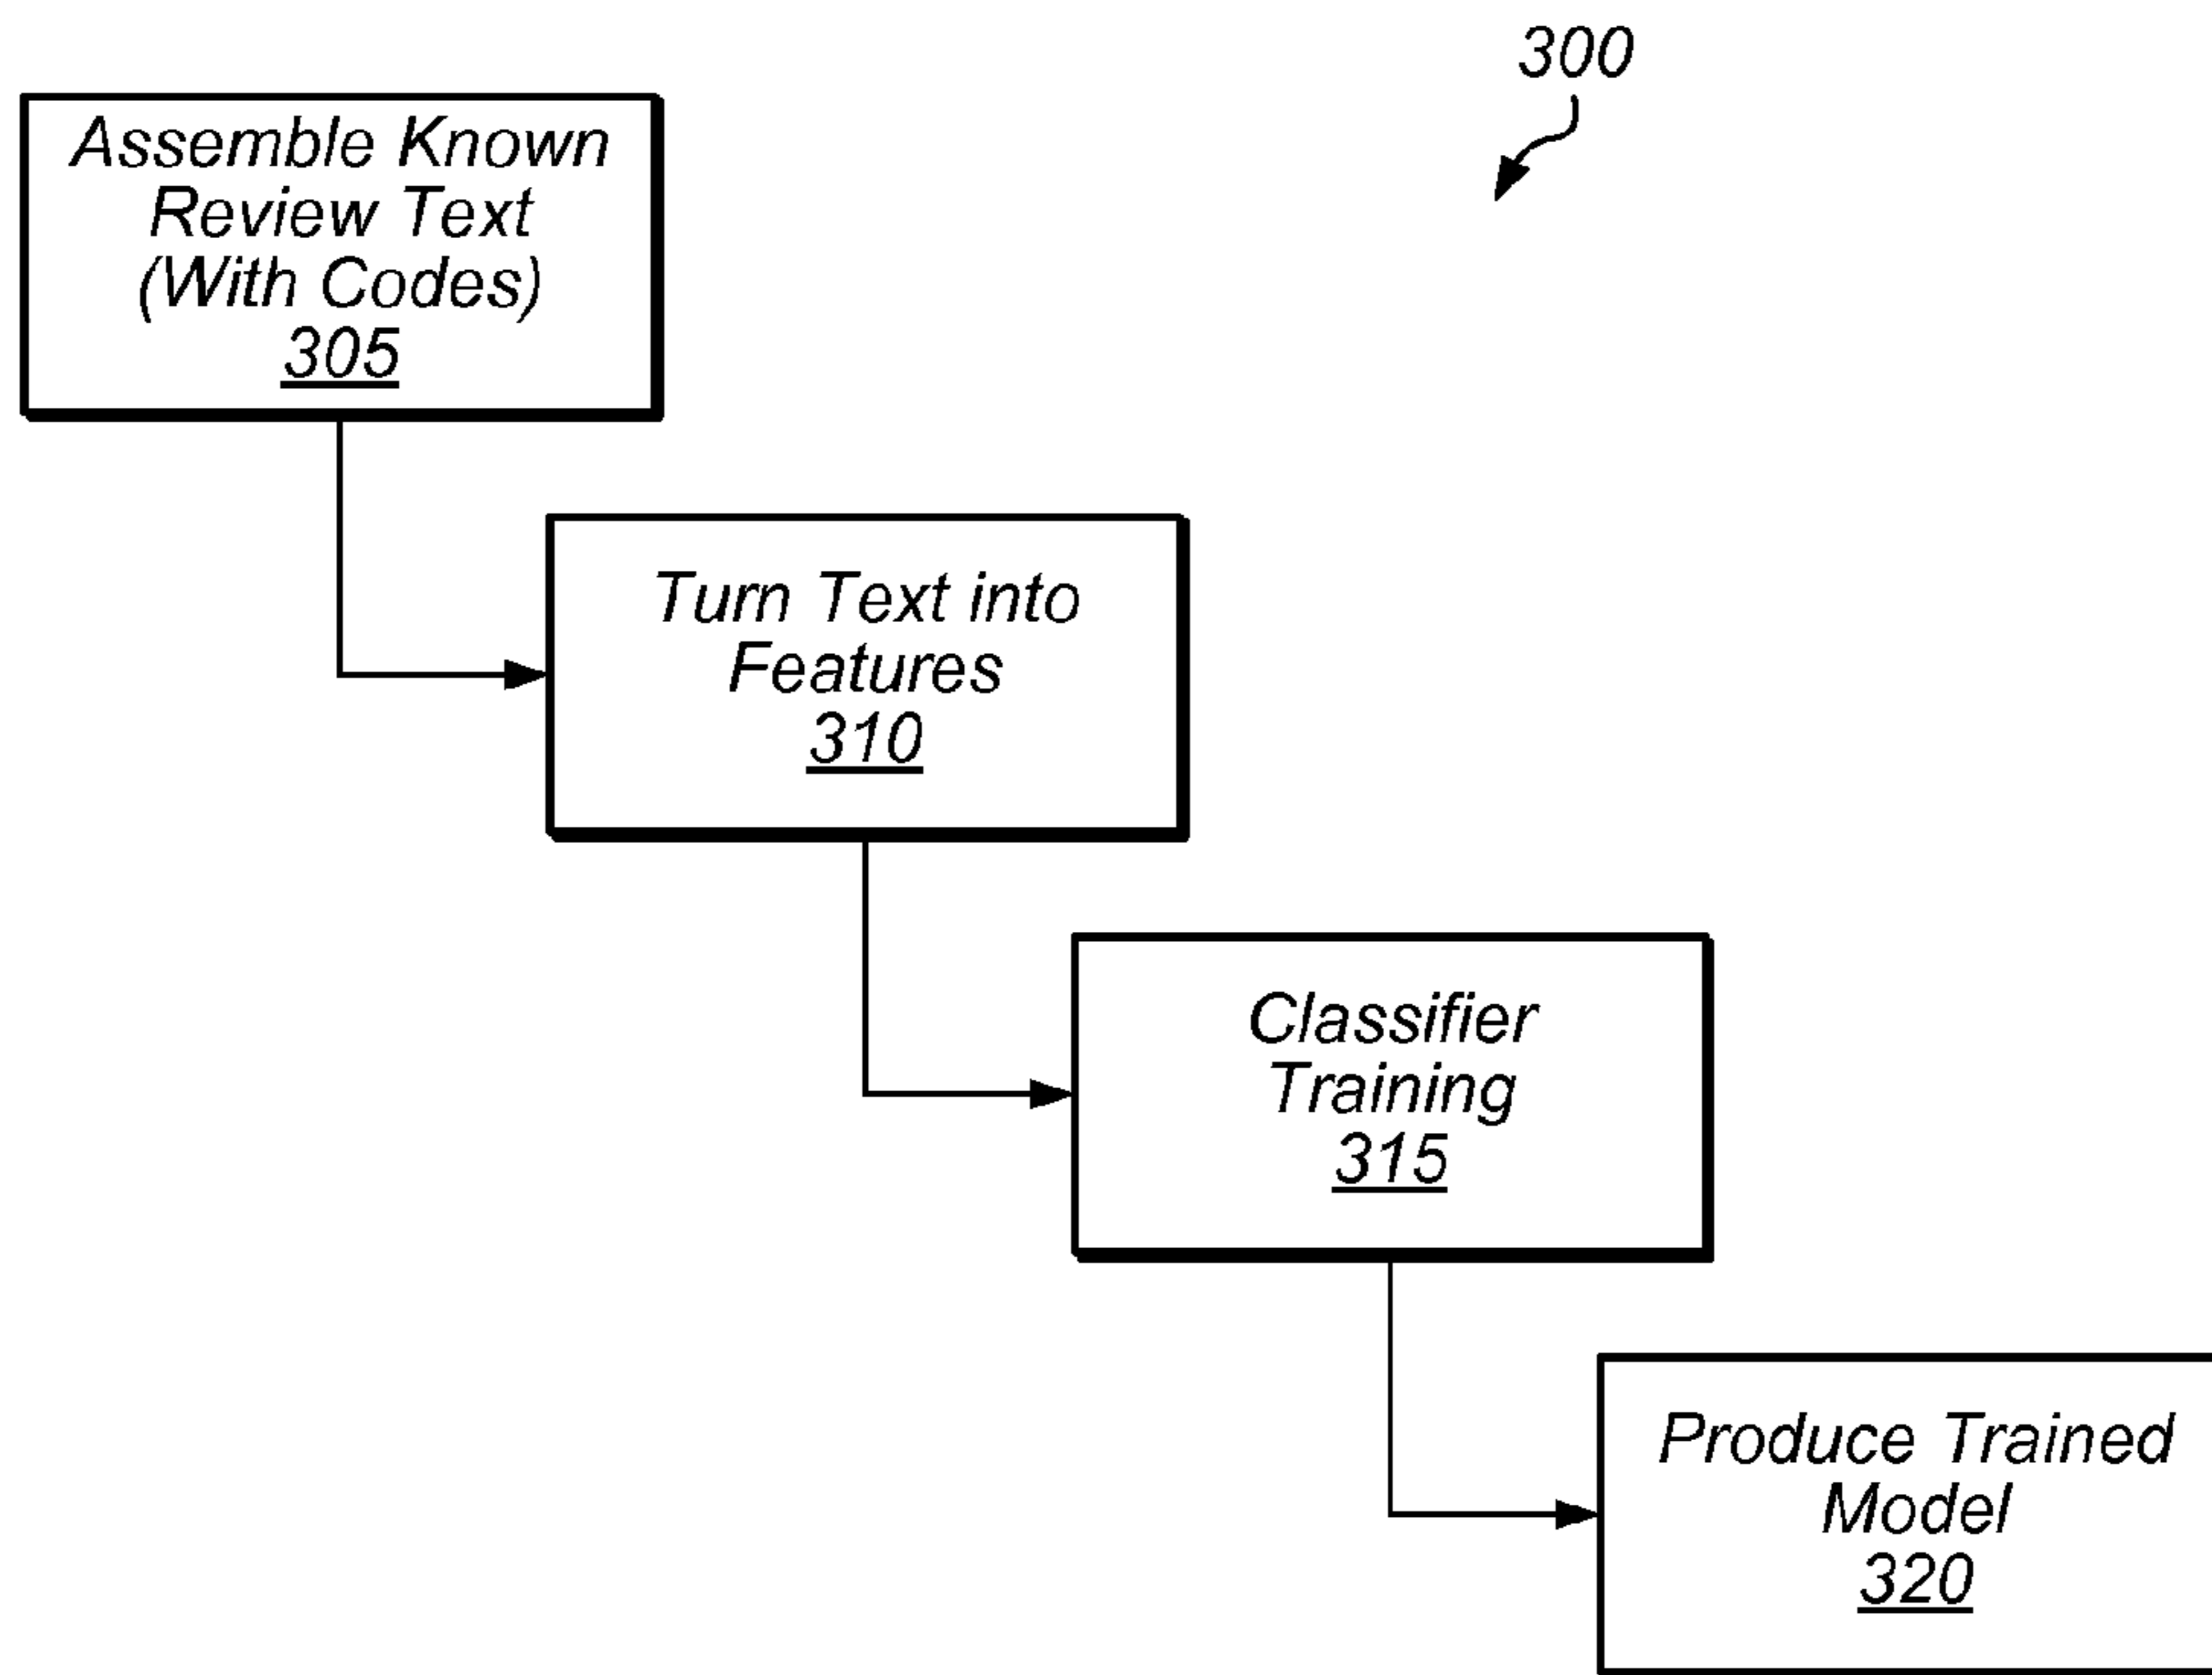 300
Assemble Known
Review Text
(With Codes)
305
Turn Text into
Features
310
Classifier
Training
315
Produce Trained
Model
320